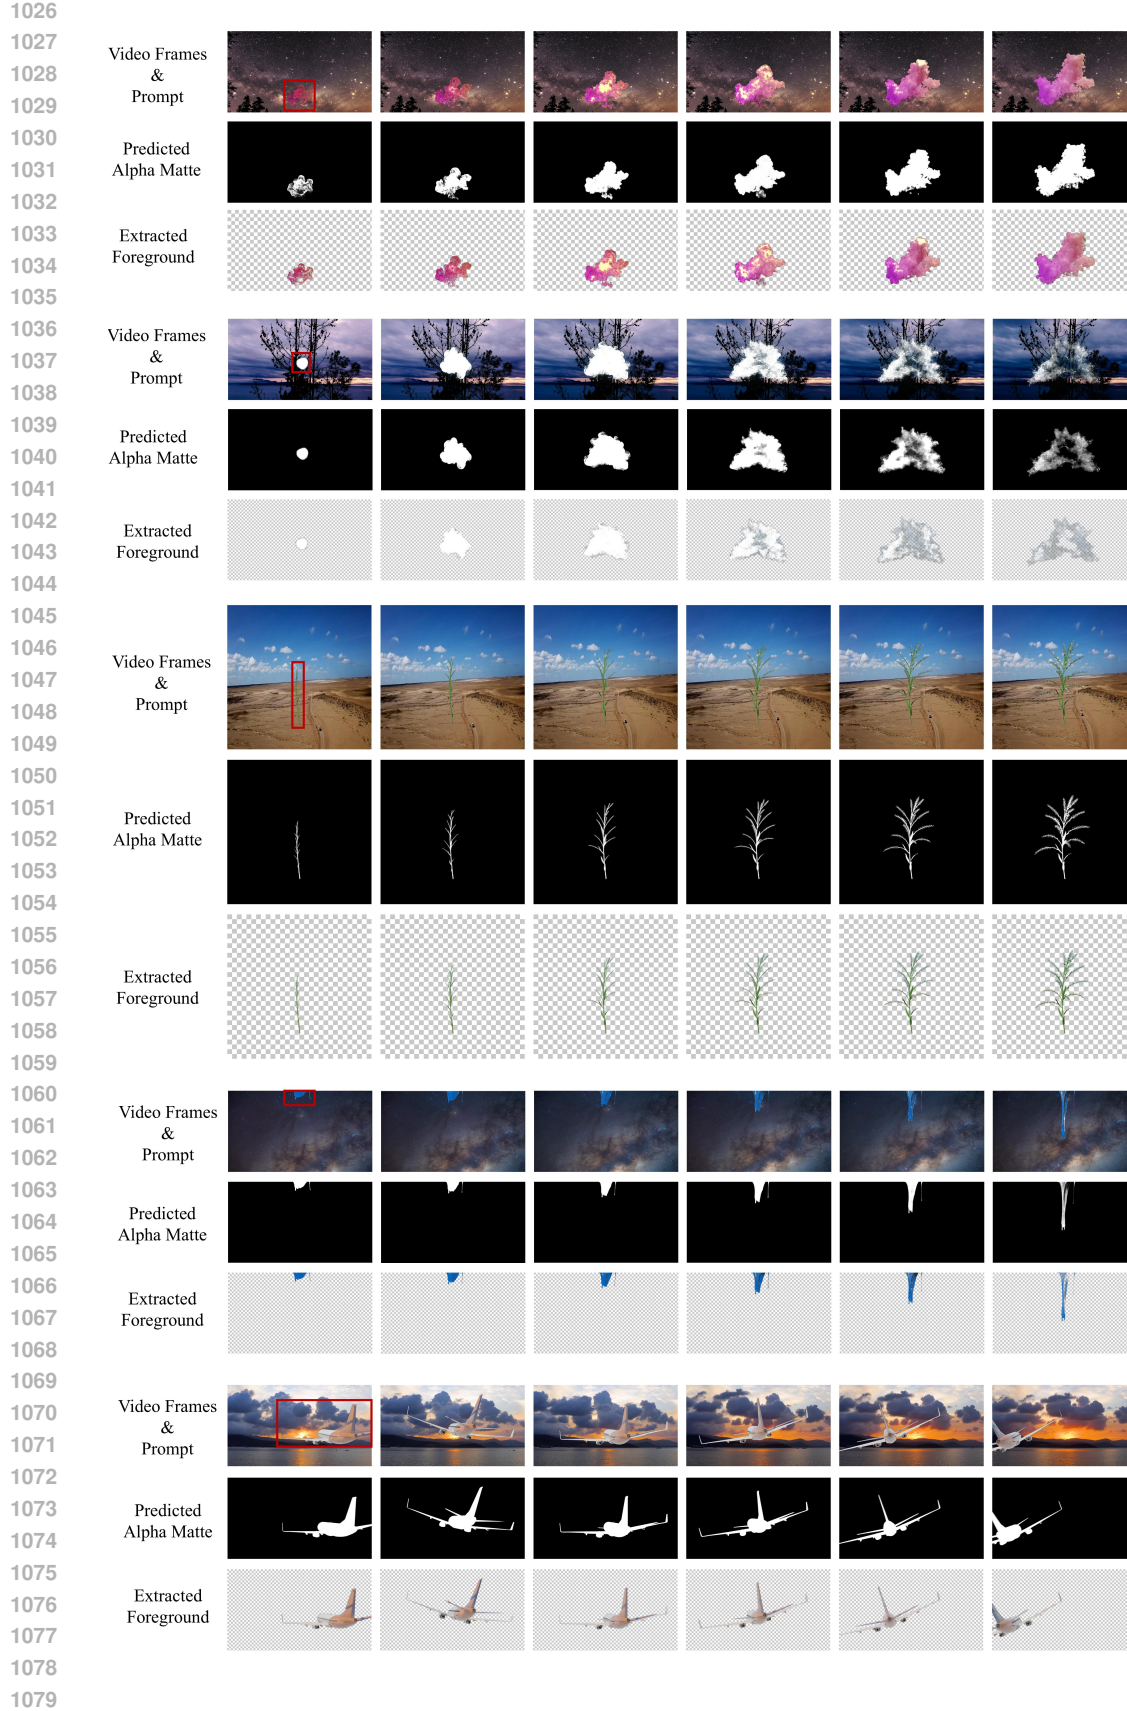 1026
1027
1028
1029
1030
1031
1032
1033
1034
1035
1036
1037
1038
1039
1040
1041
1042
1043
1044
1045
1046
1047
1048
1049
1050
1051
1052
1053
1054
1055
1056
1057
1058
1059
1060
1061
1062
1063
1064
1065
1066
1067
1068
1069
1070
1071
1072
1073
1074
1075
1076
1077
1078
1079
Video Frames
&
Prompt
Predicted
Alpha Matte
Extracted
Foreground
Video Frames
&
Prompt
Predicted
Alpha Matte
Extracted
Foreground
Video Frames
&
Prompt
Predicted
Alpha Matte
Extracted
Foreground
Video Frames
&
Prompt
Predicted
Alpha Matte
Extracted
Foreground
Video Frames
&
Prompt
Predicted
Alpha Matte
Extracted
Foreground